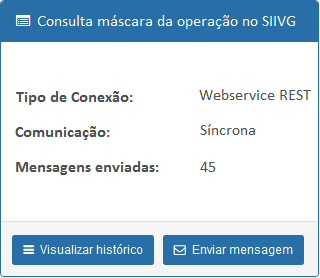 Consulta máscara da operação no SIIVG
Tipo de Conexão: Webservice REST
Comunicação: Síncrona
Mensagens enviadas: 45
Visualizar histórico Enviar mensagem